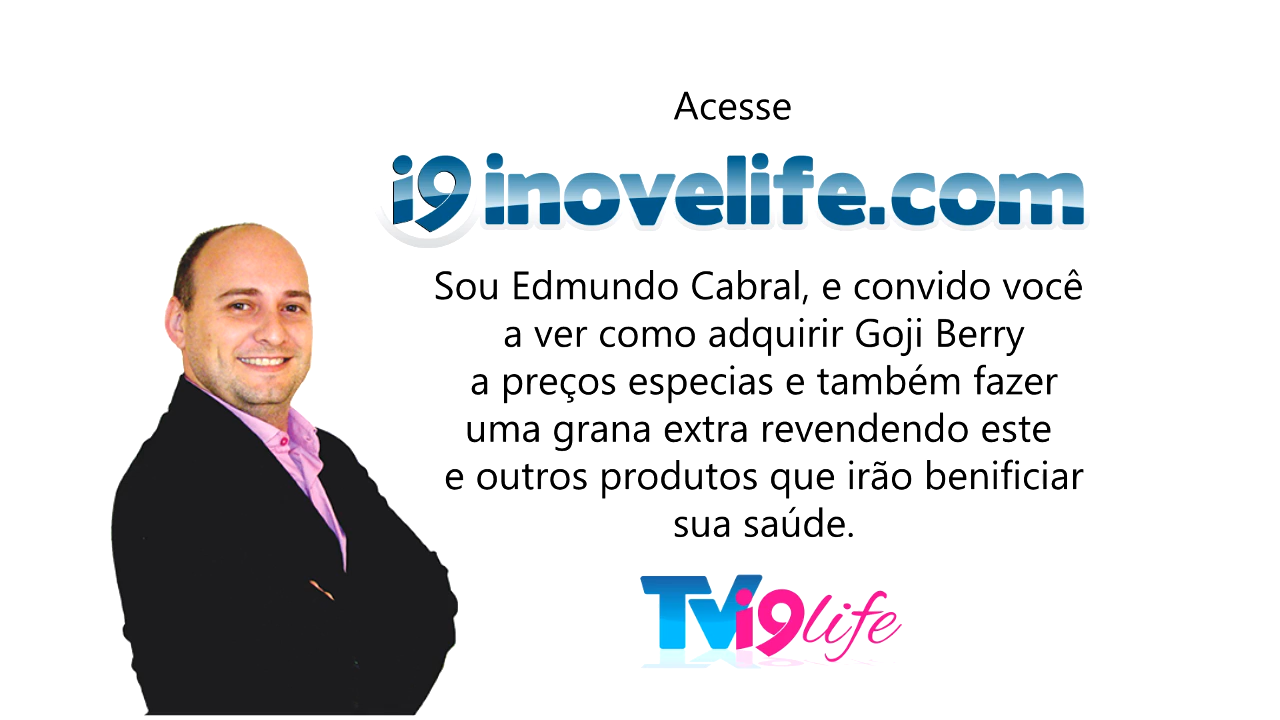 Acesse
i9 inovelife.com
Sou Edmundo Cabral, e convido você
a ver como adquirir Goji Berry
a preços especias e também fazer
uma grana extra revendendo este
e outros produtos que irão benificiar
sua saúde.
TVi9life